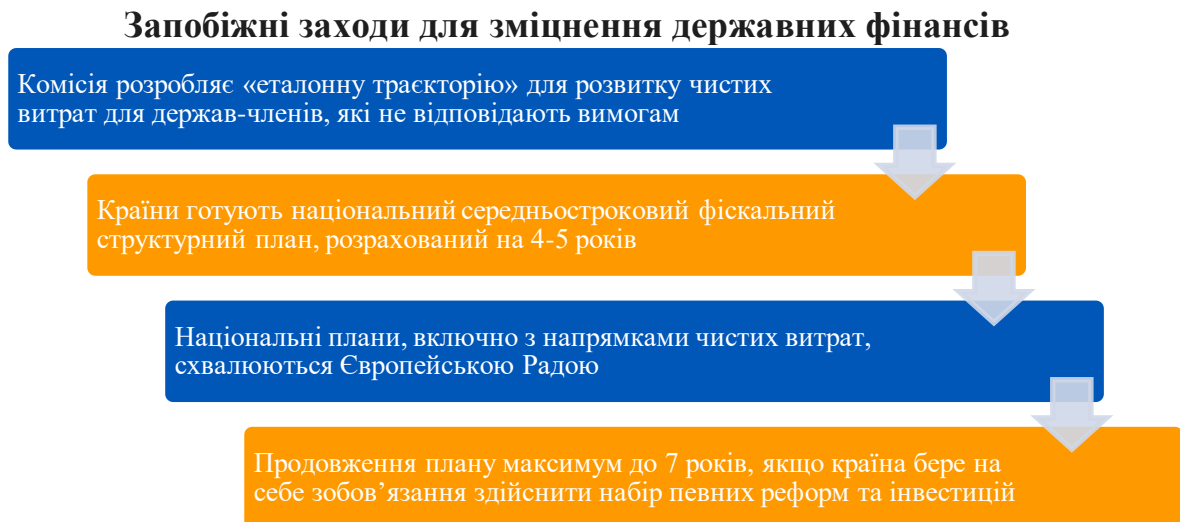 Запобіжні заходи для зміцнення державних фінансів
Комісія розробляє «еталонну траєкторію» для розвитку чистих
витрат для держав-членів, які не відповідають вимогам
Країни готують національний середньостроковий фіскальний
структурний план, розрахований на 4-5 років
Національні плани, включно з напрямками чистих витрат,
схвалюються Європейською Радою
Продовження плану максимум до 7 років, якщо країна бере на
себе зобов’язання здійснити набір певних реформ та інвестицій